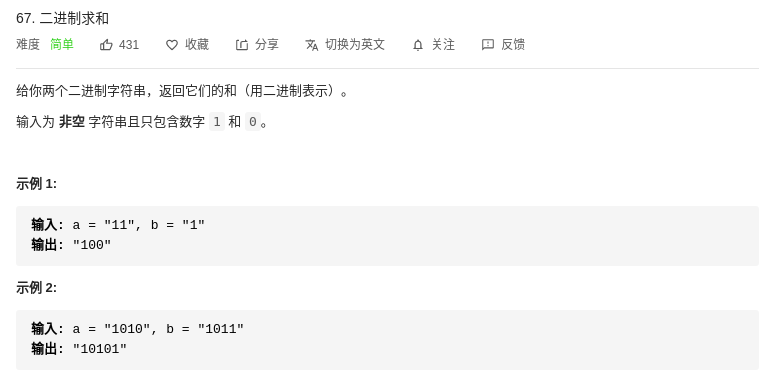 67. 二进制求和
难度 简单 431 收藏 分享 切换为英文 关注 反馈
给你两个二进制字符串，返回它们的和（用二进制表示）。
输入为 非空 字符串且只包含数字 1 和 0。
示例 1:
输入: a = "11", b = "1"
输出: "100"
示例 2:
输入: a = "1010", b = "1011"
输出: "10101"